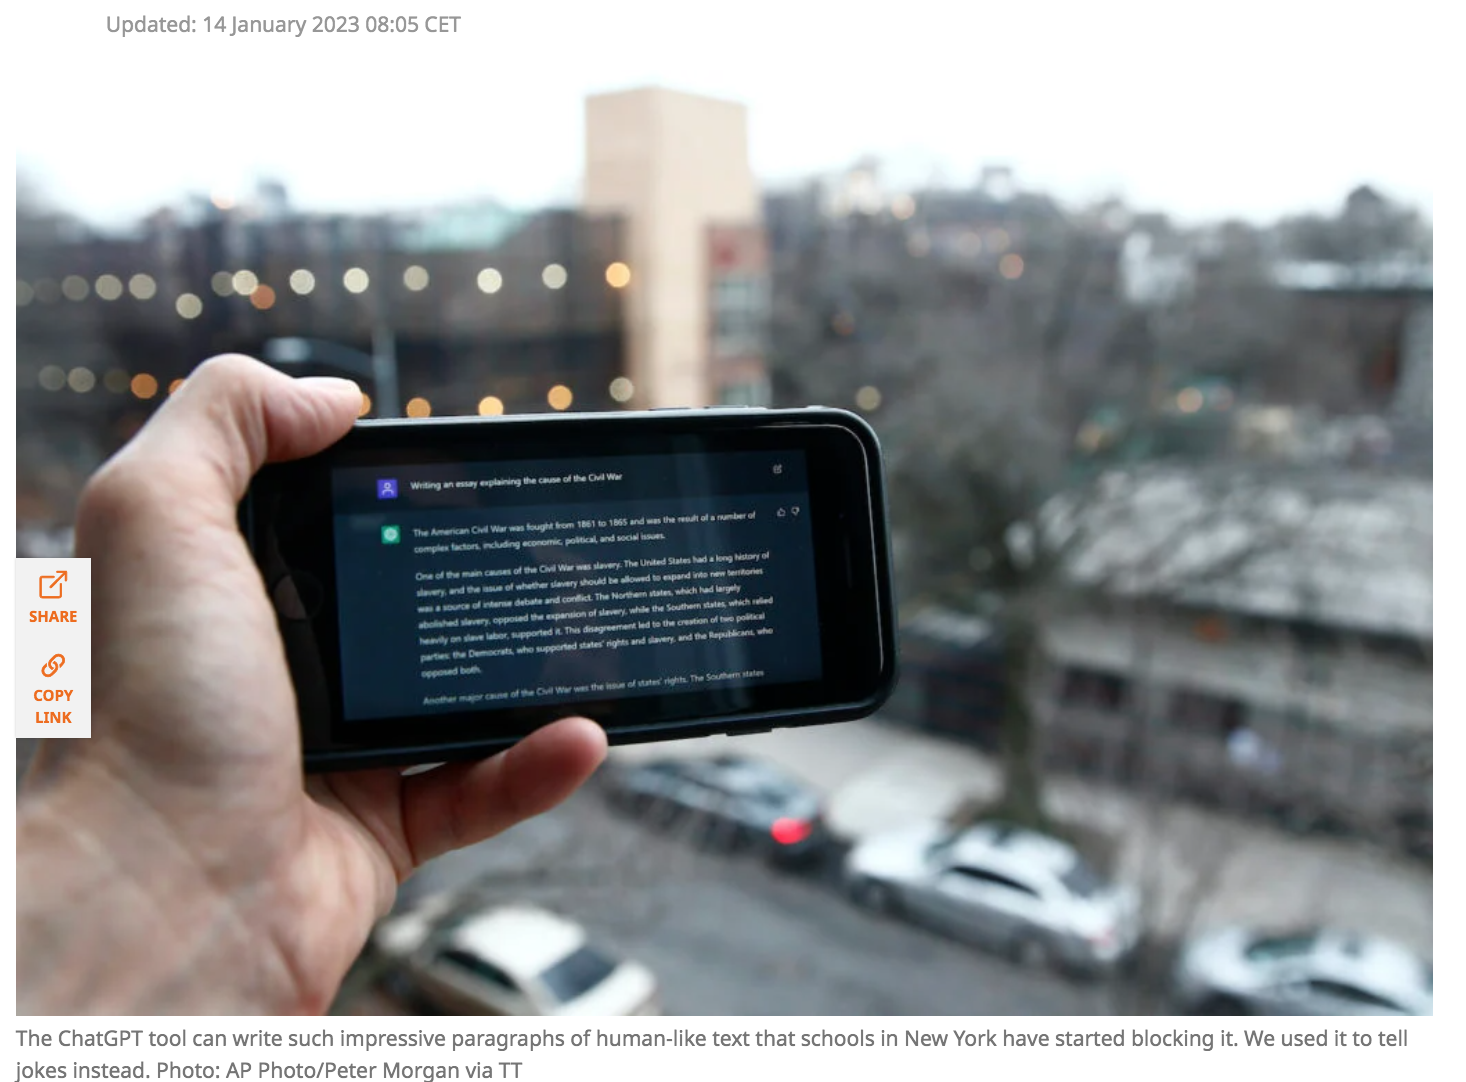 Updated: 14 January 2023 08:05 CET
Writing an essay explaining the cause of the Civil War
The American Civil War was fought from 1861 to 1865 and was the result of a number of
complex factors, including economic, political, and social issues.
One of the main causes of the Civil War was slavery. The United States had a long history of
slavery, and the issue of whether slavery should be allowed to expand into new territories
was a source of intense debate and conflict. The Northern states, which had largely
abolished slavery, opposed the expansion of slavery, while the Southern states, which relied
heavily on slave labor, supported it. This disagreement led to the creation of two political
parties: the Democrats, who supported states' rights and slavery, and the Republicans, who
opposed both.
Another major cause of the Civil War was the issue of states' rights. The Southern states
SHARE
COPY
LINK
The ChatGPT tool can write such impressive paragraphs of human-like text that schools in New York have started blocking it. We used it to tell
jokes instead. Photo: AP Photo/Peter Morgan via TT